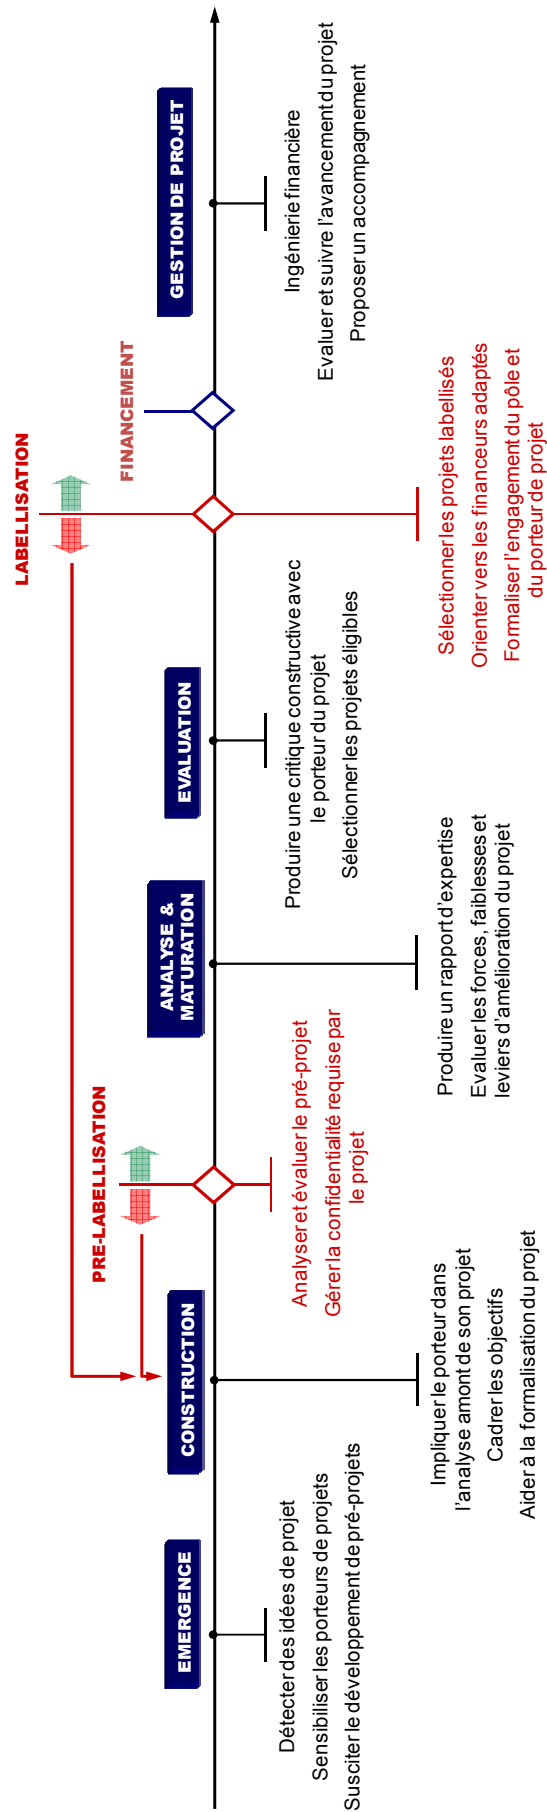 EMERGENCE
Détecter des idées de projet
Sensibiliser les porteurs de projets
Susciter le développement de pré-projets
CONSTRUCTION
Impliquer le porteur dans
l'analyse amont de son projet
Cadrer les objectifs
Aider à la formalisation du projet
PRE-LABELLISATION
Analyser et évaluer le pré-projet
Gérer la confidentialité requise par
le projet
ANALYSE &
MATURATION
Produire un rapport d'expertise
Evaluer les forces, faiblesses et
leviers d'amélioration du projet
EVALUATION
Produire une critique constructive avec
le porteur du projet
Sélectionner les projets éligibles
LABELLISATION
Sélectionner les projets labellisés
Orienter vers les financeurs adaptés
Formaliser l'engagement du pôle et
du porteur de projet
FINANCEMENT
GESTION DE PROJET
Ingénierie financière
Evaluer et suivre l'avancement du projet
Proposer un accompagnement